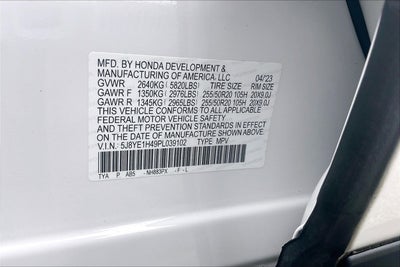 MFD. BY HONDA DEVELOPMENT &
MANUFACTURING OF AMERICA, LLC 04/'23
GVWR 2640KG (5820LBS) TIRE SIZE RIM SIZE
GAWR F 1350KG (2976LBS) 255/50R20 105H 20X9.0J
GAWR R 1345KG (2965LBS) 255/50R20 105H 20X9.0J
THIS VEHICLE CONFORMS TO ALL APPLICABLE
FEDERAL MOTOR VEHICLE SAFETY
AND THEFT PREVENTION STANDARDS IN EFFECT
ON THE DATE OF MANUFACTURE SHOWN ABOVE
V.I.N. 5J8YE1H49PL039102 TYPE MPV
TYA P AB5 -NH883PX -F -L